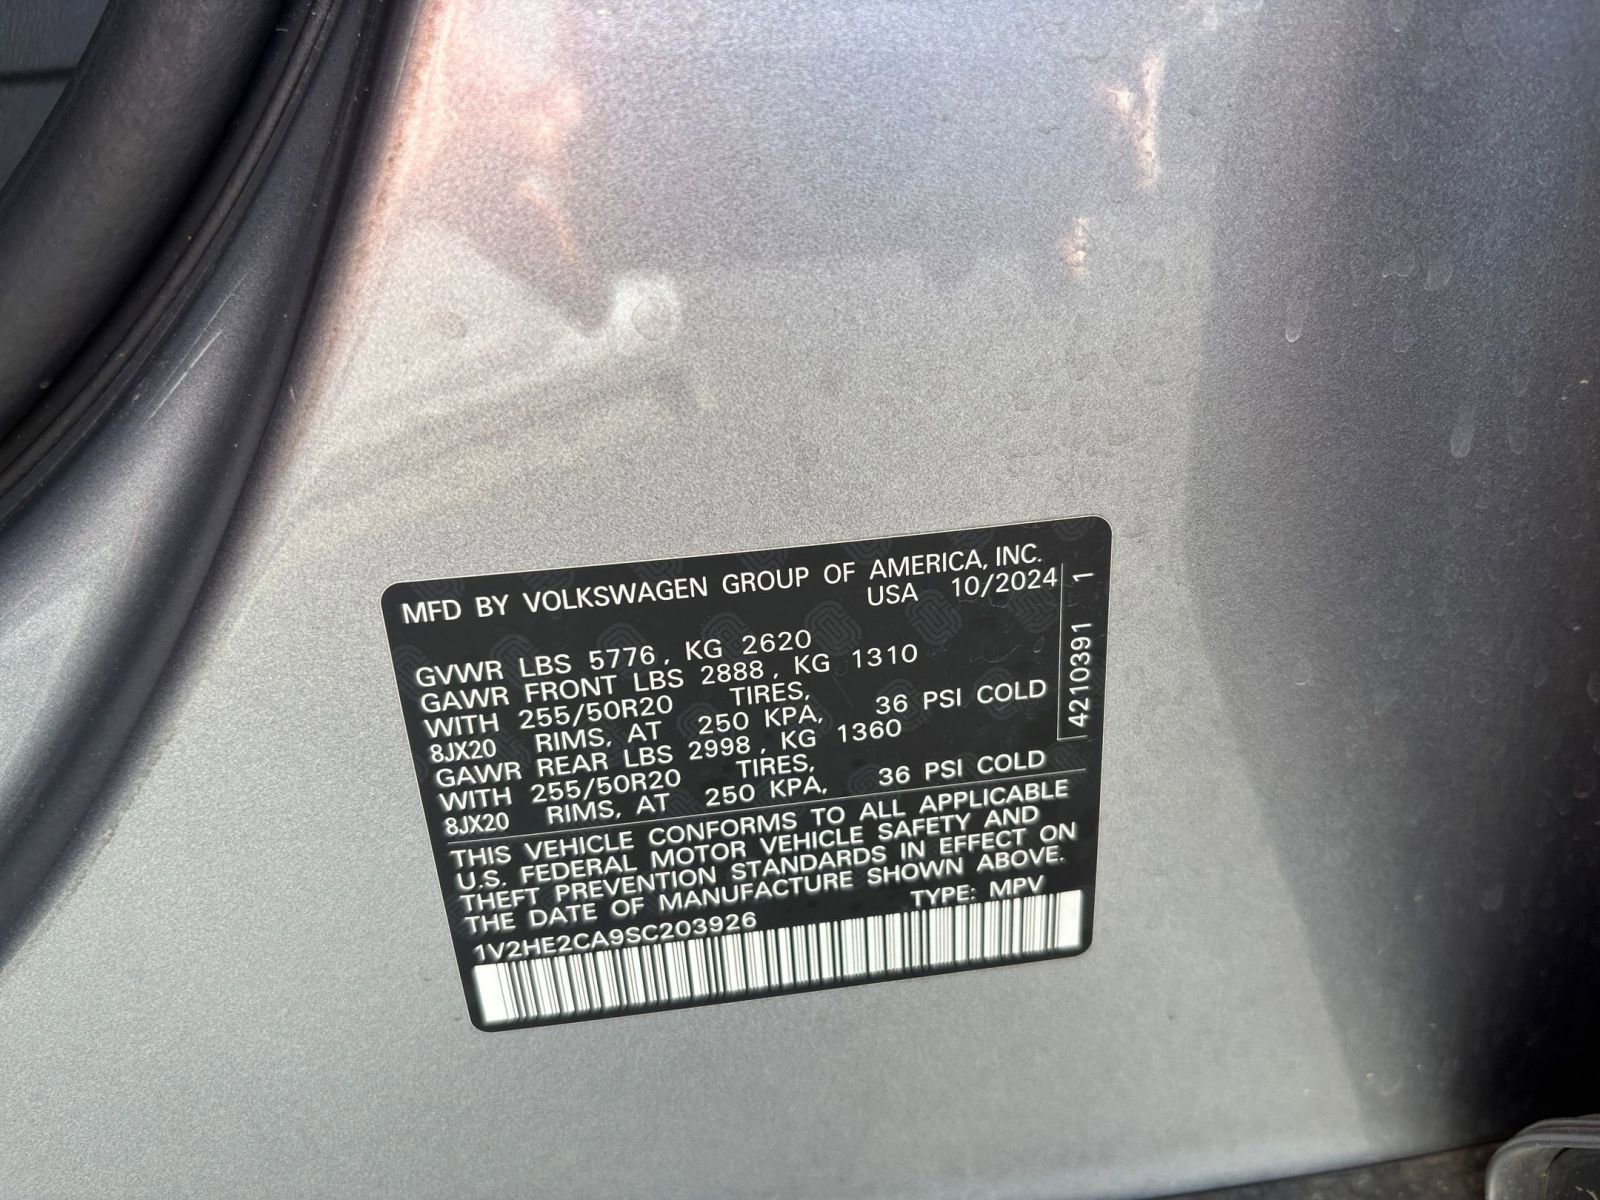 MFD BY VOLKSWAGEN GROUP OF AMERICA, INC.
USA 10/2024
GVWR LBS 5776, KG 2620
GAWR FRONT LBS 2888, KG 1310
WITH 255/50R20 TIRES,
8JX20 RIMS, AT 250 KPA, 36 PSI COLD
GAWR REAR LBS 2998, KG 1360
WITH 255/50R20 TIRES,
8JX20 RIMS, AT 250 KPA, 36 PSI COLD
THIS VEHICLE CONFORMS TO ALL APPLICABLE
U.S. FEDERAL MOTOR VEHICLE SAFETY AND
THEFT PREVENTION STANDARDS IN EFFECT ON
THE DATE OF MANUFACTURE SHOWN ABOVE.
1V2HE2CA9SC203926 TYPE: MPV
4210391 1